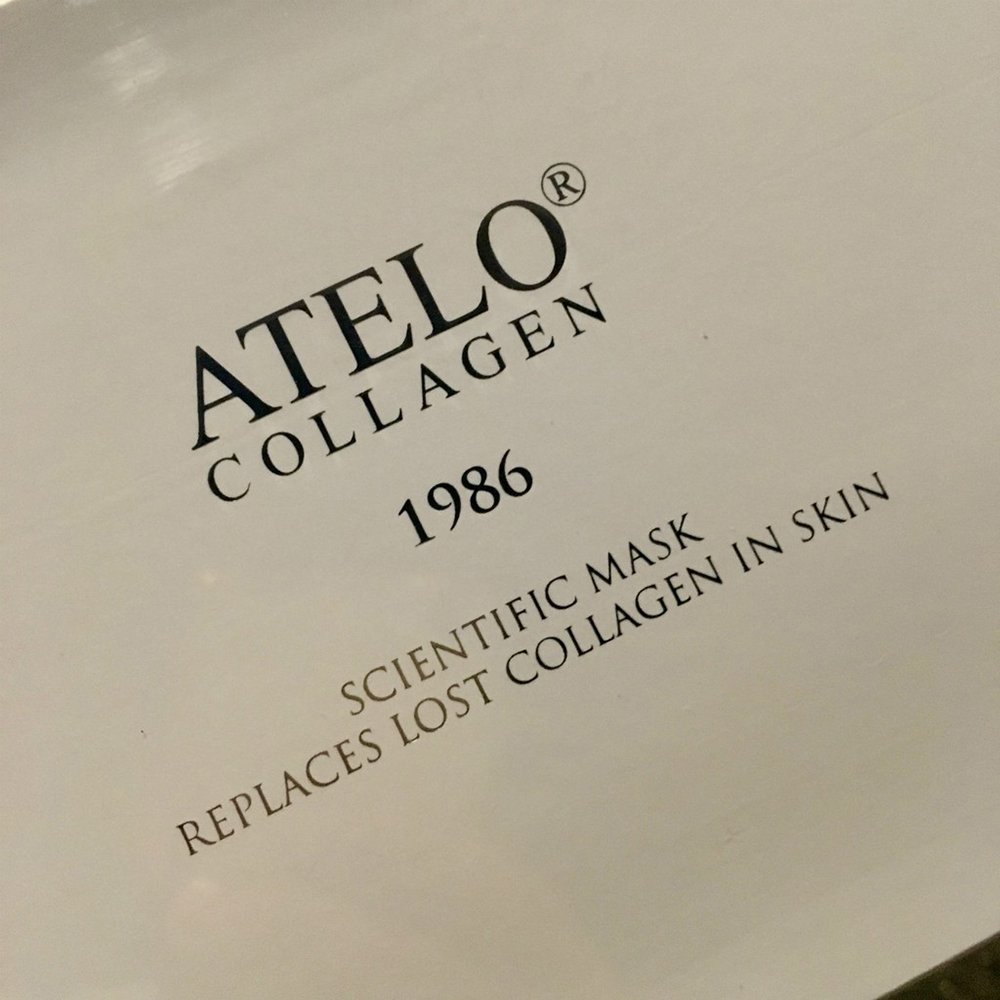 ATELO®
COLLAGEN
1986
SCIENTIFIC MASK
REPLACES LOST COLLAGEN IN SKIN